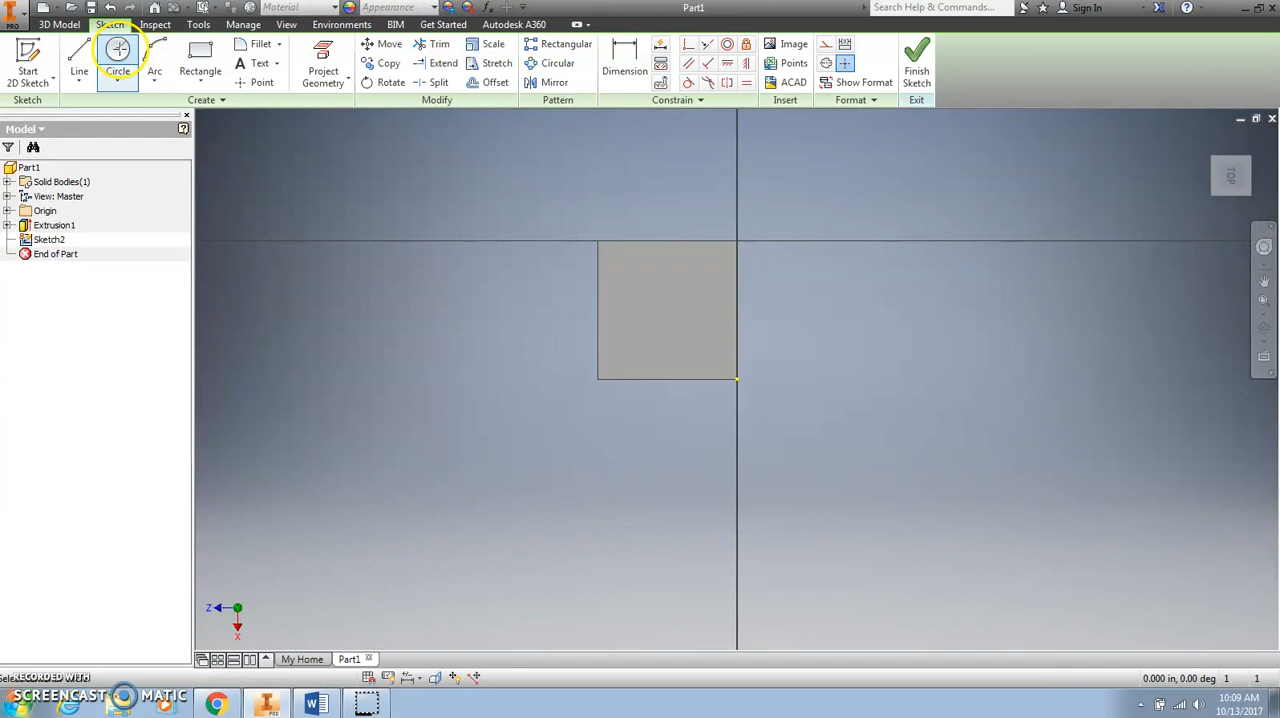 PRO
Material
Appearance
Part1
Search Help & Commands...
Sign In
3D Model
Sketch
Inspect
Tools
Manage
View
Environments
BIM
Get Started
Autodesk A360
Start
2D Sketch
Line
Circle
Arc
Rectangle
Fillet
Text
Point
Project
Geometry
Move
Copy
Rotate
Trim
Extend
Split
Scale
Stretch
Offset
Rectangular
Circular
Mirror
Dimension
Image
Points
ACAD
Show Format
Finish
Sketch
Sketch
Create
Modify
Pattern
Constrain
Insert
Format
Exit
Model
Part1
Solid Bodies(1)
View: Master
Origin
Extrusion1
Sketch2
End of Part
TOP
Z
X
My Home
Part1
0.000 in, 0.00 deg
1
1
RECORDED WITH
SCREENCAST MATIC
PRO
10:09 AM
10/13/2017